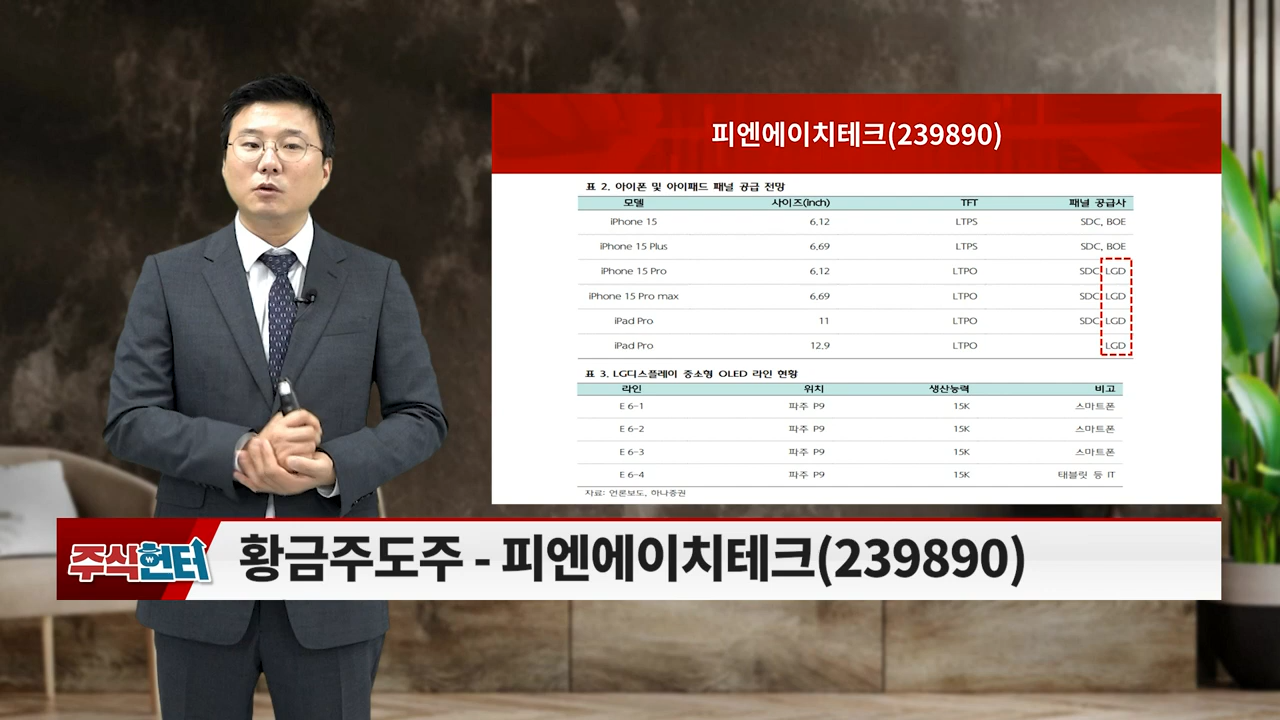 피엔에이치테크(239890)
표 2. 아이폰 및 아이패드 패널 공급 전망
모델 사이즈(inch) TFT 패널 공급사
iPhone 15 6.12 LTPS SDC, BOE
iPhone 15 Plus 6.69 LTPS SDC, BOE
iPhone 15 Pro 6.12 LTPO SDC, LGD
iPhone 15 Pro max 6.69 LTPO SDC, LGD
iPad Pro 11 LTPO SDC, LGD
iPad Pro 12.9 LTPO LGD
표 3. LG디스플레이 중소형 OLED 라인 현황
라인 위치 생산능력 비고
E6-1 파주 P9 15K 스마트폰
E6-2 파주 P9 15K 스마트폰
E6-3 파주 P9 15K 스마트폰
E6-4 파주 P9 15K 태블릿 등 IT
자료: 언론보도, 하나증권
주식헌터 황금주도주 - 피엔에이치테크(239890)